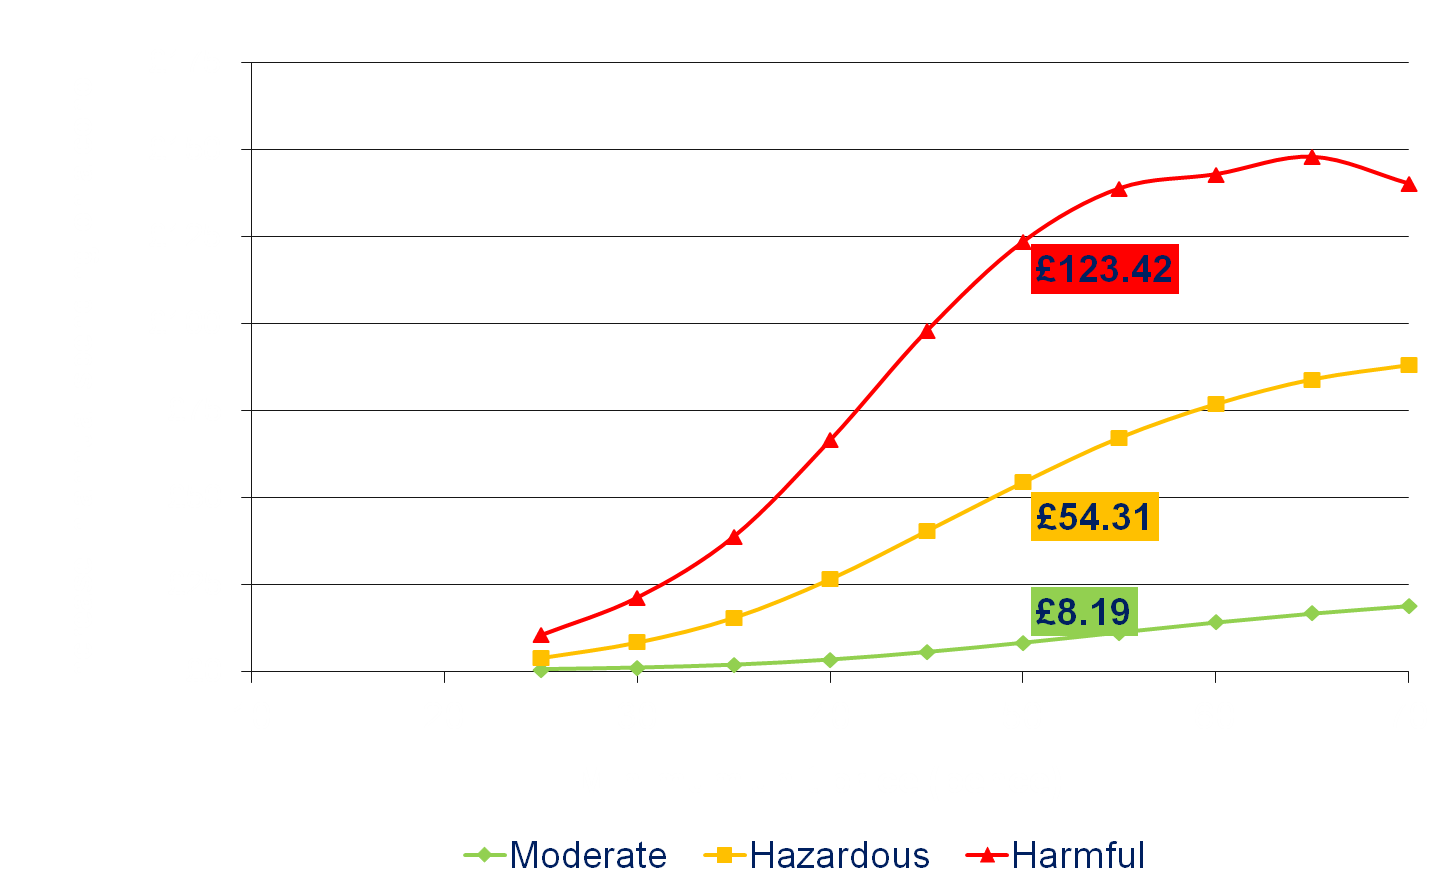 £123.42
£54.31
£8.19
Moderate Hazardous Harmful